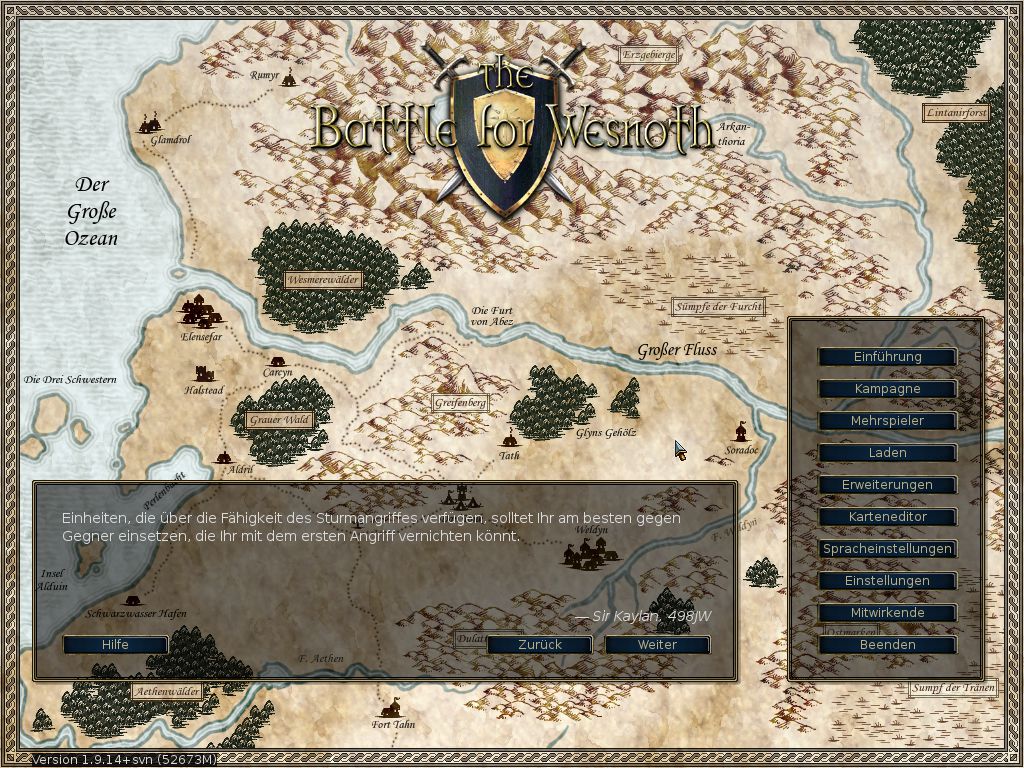 Rumyr
Erzgebierge
The
Battle for Wesnoth
Lintanirforst
Glamdrol
Arkan-
thoria
Der
Große
Ozean
Wesmerewälder
Sümpfe der Furcht
Die Furt
von Abez
Elensefar
Großer Fluss
Die Drei Schwestern
Carcyn
Halstead
Greifenberg
Grauer Wald
Glyns Gehölz
Tath
Soradoc
Aldril
Perlenbucht
Einführung
Kampagne
Mehrspieler
Laden
Erweiterungen
Karteneditor
Spracheinstellungen
Einstellungen
Mitwirkende
Beenden
Einheiten, die über die Fähigkeit des Sturmangriffes verfügen, solltet Ihr am besten gegen
Gegner einsetzen, die Ihr mit dem ersten Angriff vernichten könnt.
Weldyn
F. Weldyn
Insel
Alduin
Schwarzwasser Hafen
— Sir Kaylan, 498JW
Ostmarken
Hilfe
Zurück
Weiter
F. Aethen
Aethenwälder
Sumpf der Tränen
Fort Tahn
Version 1.9.14+svn (52673M)